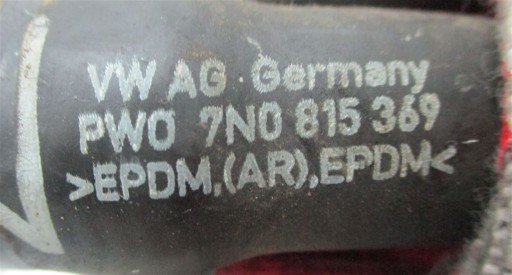 VW AG Germany
PWO 7N0 815 369
>EPDM,(AR),EPDM<